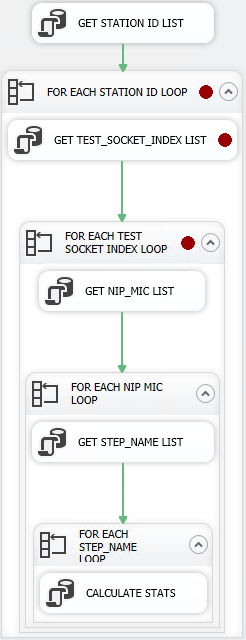 GET STATION ID LIST
FOR EACH STATION ID LOOP
GET TEST_SOCKET_INDEX LIST
FOR EACH TEST
SOCKET INDEX LOOP
GET NIP_MIC LIST
FOR EACH NIP MIC
LOOP
GET STEP_NAME LIST
FOR EACH
STEP_NAME
LOOP
CALCULATE STATS